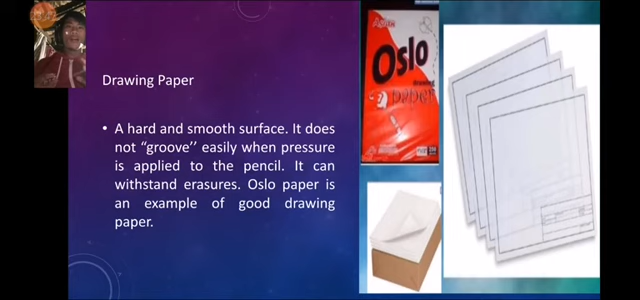 Drawing Paper
• A hard and smooth surface. It does
not “groove’’ easily when pressure
is applied to the pencil. It can
withstand erasures. Oslo paper is
an example of good drawing
paper.
Oslo
drawing